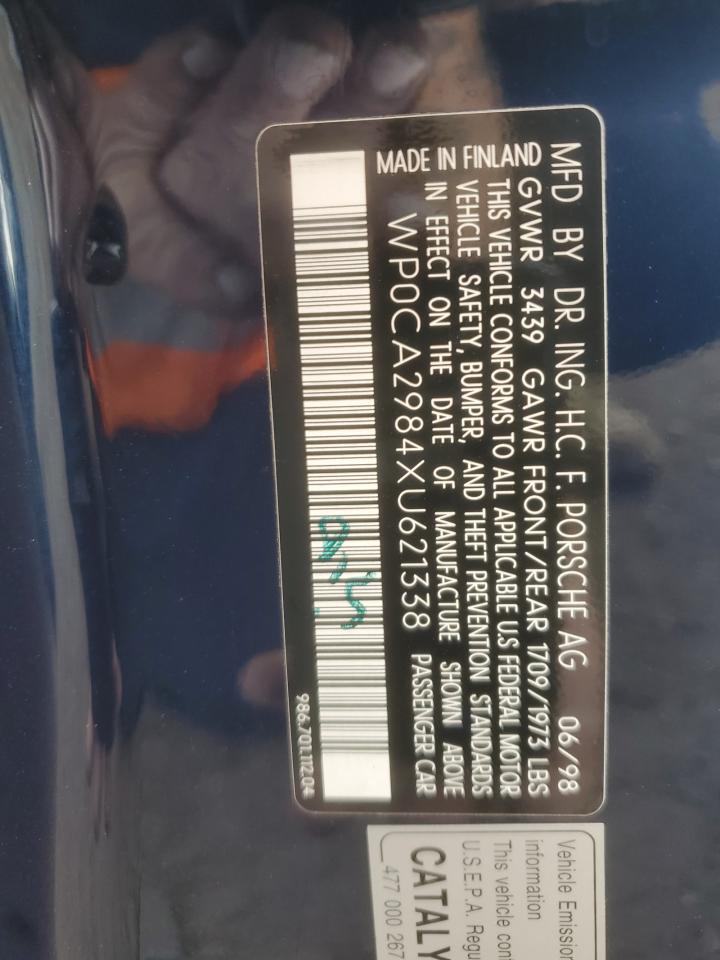 MFD BY DR. ING. H.C. F. PORSCHE AG 06/98
GVWR 3439 GAWR FRONT/REAR 1709/1973 LBS
THIS VEHICLE CONFORMS TO ALL APPLICABLE U.S FEDERAL MOTOR
VEHICLE SAFETY, BUMPER, AND THEFT PREVENTION STANDARDS
IN EFFECT ON THE DATE OF MANUFACTURE SHOWN ABOVE
MADE IN FINLAND
WP0CA2984XU621338 PASSENGER CAR
986.701.112.04
Vehicle Emission
information
This vehicle con
U.S.E.P.A. Regu
CATALY
477 000 267